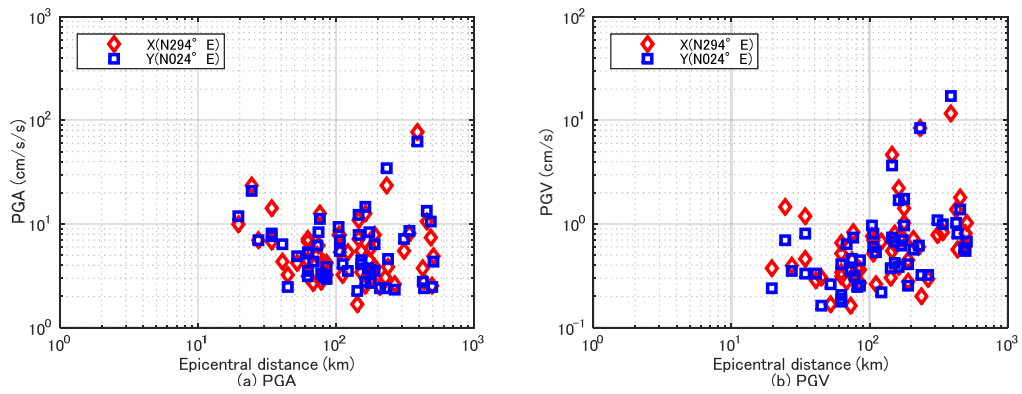 10³
X(N294° E)
Y(N024° E)
10²
10¹
10⁰
PGA (cm/s/s)
10⁰ 10¹ 10² 10³
Epicentral distance (km)
(a) PGA
10²
X(N294° E)
Y(N024° E)
10¹
10⁰
10⁻¹
PGV (cm/s)
10⁰ 10¹ 10² 10³
Epicentral distance (km)
(b) PGV